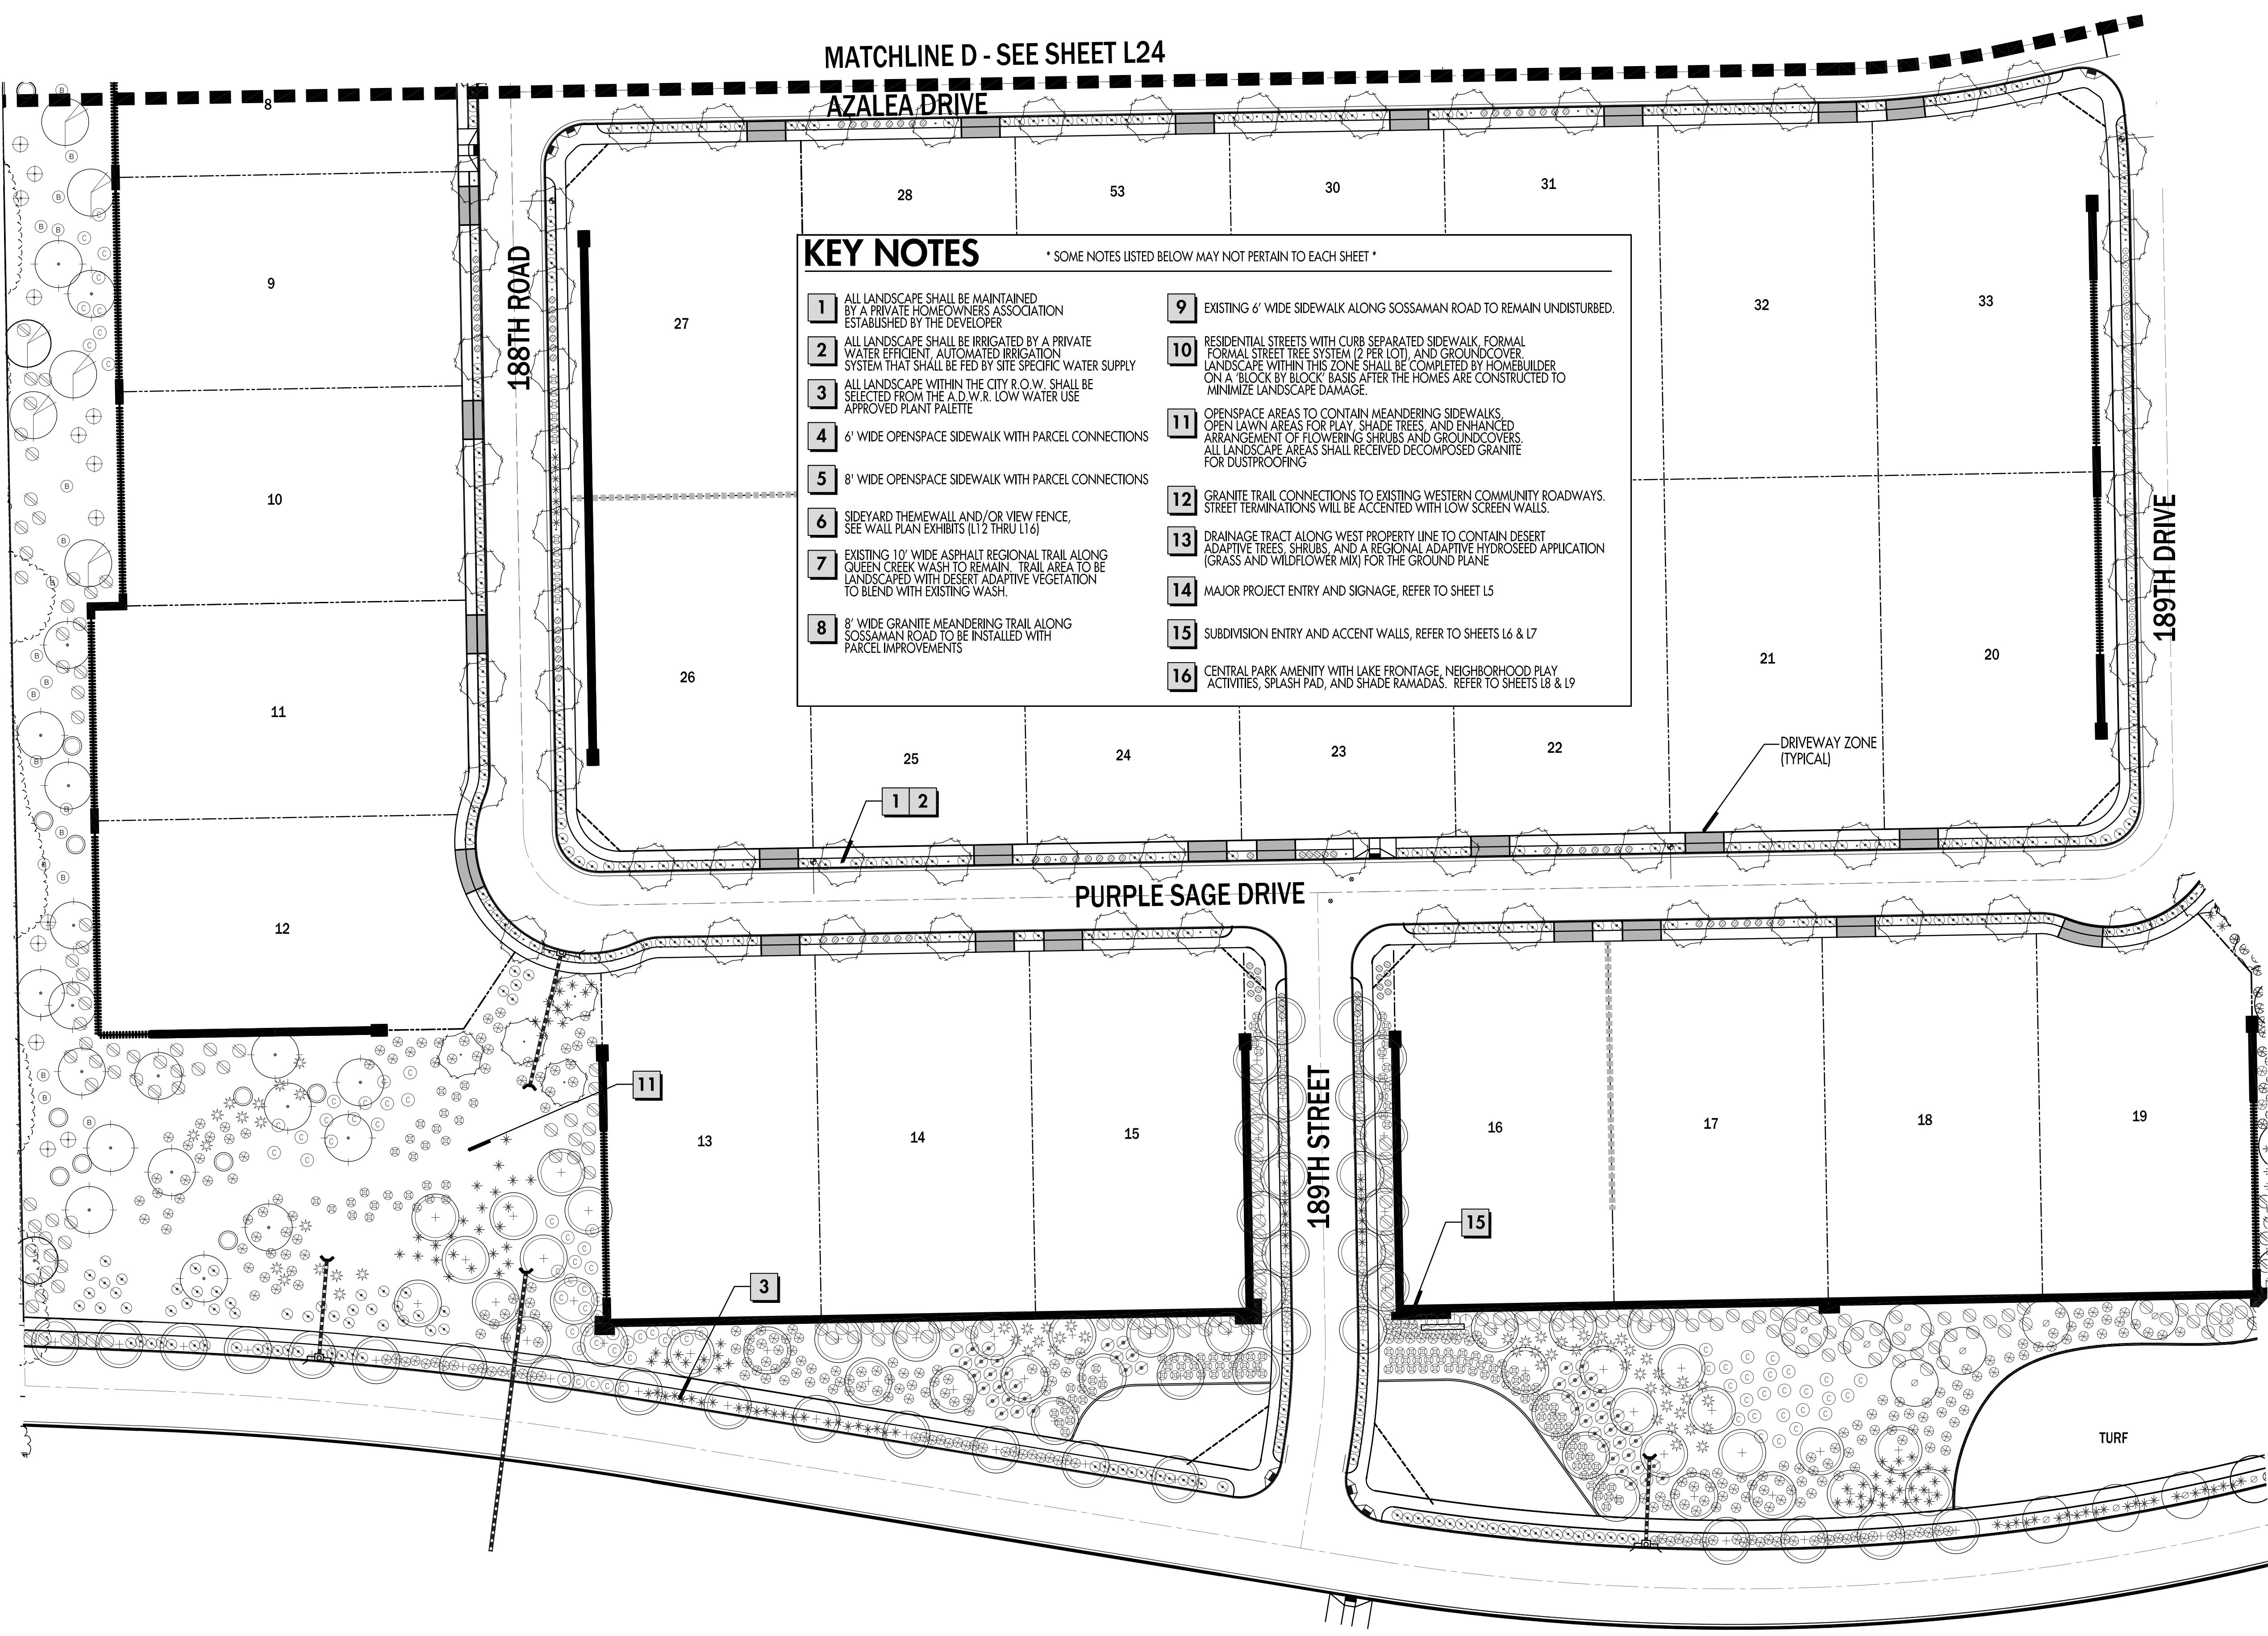 MATCHLINE D - SEE SHEET L24
AZALEA DRIVE
8
28
53
30
31
188TH ROAD
9
27
32
33
KEY NOTES
* SOME NOTES LISTED BELOW MAY NOT PERTAIN TO EACH SHEET *
1
ALL LANDSCAPE SHALL BE MAINTAINED
BY A PRIVATE HOMEOWNERS ASSOCIATION
ESTABLISHED BY THE DEVELOPER
2
ALL LANDSCAPE SHALL BE IRRIGATED BY A PRIVATE
WATER EFFICIENT, AUTOMATED IRRIGATION
SYSTEM THAT SHALL BE FED BY SITE SPECIFIC WATER SUPPLY
3
ALL LANDSCAPE WITHIN THE CITY R.O.W. SHALL BE
SELECTED FROM THE A.D.W.R. LOW WATER USE
APPROVED PLANT PALETTE
4
6' WIDE OPENSPACE SIDEWALK WITH PARCEL CONNECTIONS
5
8' WIDE OPENSPACE SIDEWALK WITH PARCEL CONNECTIONS
6
SIDEYARD THEMEWALL AND/OR VIEW FENCE,
SEE WALL PLAN EXHIBITS (L12 THRU L16)
7
EXISTING 10' WIDE ASPHALT REGIONAL TRAIL ALONG
QUEEN CREEK WASH TO REMAIN. TRAIL AREA TO BE
LANDSCAPED WITH DESERT ADAPTIVE VEGETATION
TO BLEND WITH EXISTING WASH.
8
8' WIDE GRANITE MEANDERING TRAIL ALONG
SOSSAMAN ROAD TO BE INSTALLED WITH
PARCEL IMPROVEMENTS
9
EXISTING 6' WIDE SIDEWALK ALONG SOSSAMAN ROAD TO REMAIN UNDISTURBED.
10
RESIDENTIAL STREETS WITH CURB SEPARATED SIDEWALK, FORMAL
FORMAL STREET TREE SYSTEM (2 PER LOT), AND GROUNDCOVER.
LANDSCAPE WITHIN THIS ZONE SHALL BE COMPLETED BY HOMEBUILDER
ON A 'BLOCK BY BLOCK' BASIS AFTER THE HOMES ARE CONSTRUCTED TO
MINIMIZE LANDSCAPE DAMAGE.
11
OPENSPACE AREAS TO CONTAIN MEANDERING SIDEWALKS,
OPEN LAWN AREAS FOR PLAY, SHADE TREES, AND ENHANCED
ARRANGEMENT OF FLOWERING SHRUBS AND GROUNDCOVERS.
ALL LANDSCAPE AREAS SHALL RECEIVED DECOMPOSED GRANITE
FOR DUSTPROOFING
12
GRANITE TRAIL CONNECTIONS TO EXISTING WESTERN COMMUNITY ROADWAYS.
STREET TERMINATIONS WILL BE ACCENTED WITH LOW SCREEN WALLS.
13
DRAINAGE TRACT ALONG WEST PROPERTY LINE TO CONTAIN DESERT
ADAPTIVE TREES, SHRUBS, AND A REGIONAL ADAPTIVE HYDROSEED APPLICATION
(GRASS AND WILDFLOWER MIX) FOR THE GROUND PLANE
14
MAJOR PROJECT ENTRY AND SIGNAGE, REFER TO SHEET L5
15
SUBDIVISION ENTRY AND ACCENT WALLS, REFER TO SHEETS L6 & L7
16
CENTRAL PARK AMENITY WITH LAKE FRONTAGE, NEIGHBORHOOD PLAY
ACTIVITIES, SPLASH PAD, AND SHADE RAMADAS. REFER TO SHEETS L8 & L9
10
189TH DRIVE
26
21
20
11
25
24
23
22
DRIVEWAY ZONE
(TYPICAL)
1 2
PURPLE SAGE DRIVE
12
11
13
14
15
189TH STREET
16
17
18
19
15
3
TURF